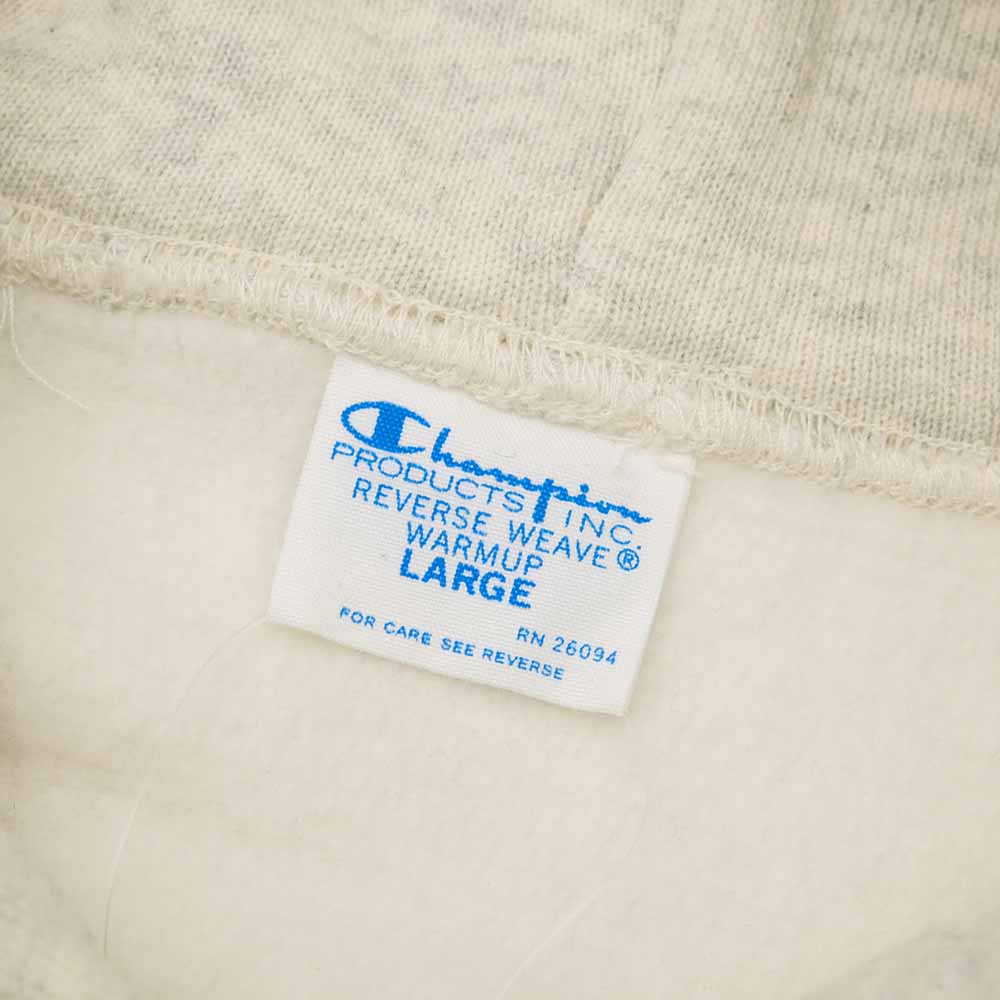 Champion
PRODUCTS INC.
REVERSE WEAVE®
WARMUP
LARGE
RN 26094
FOR CARE SEE REVERSE